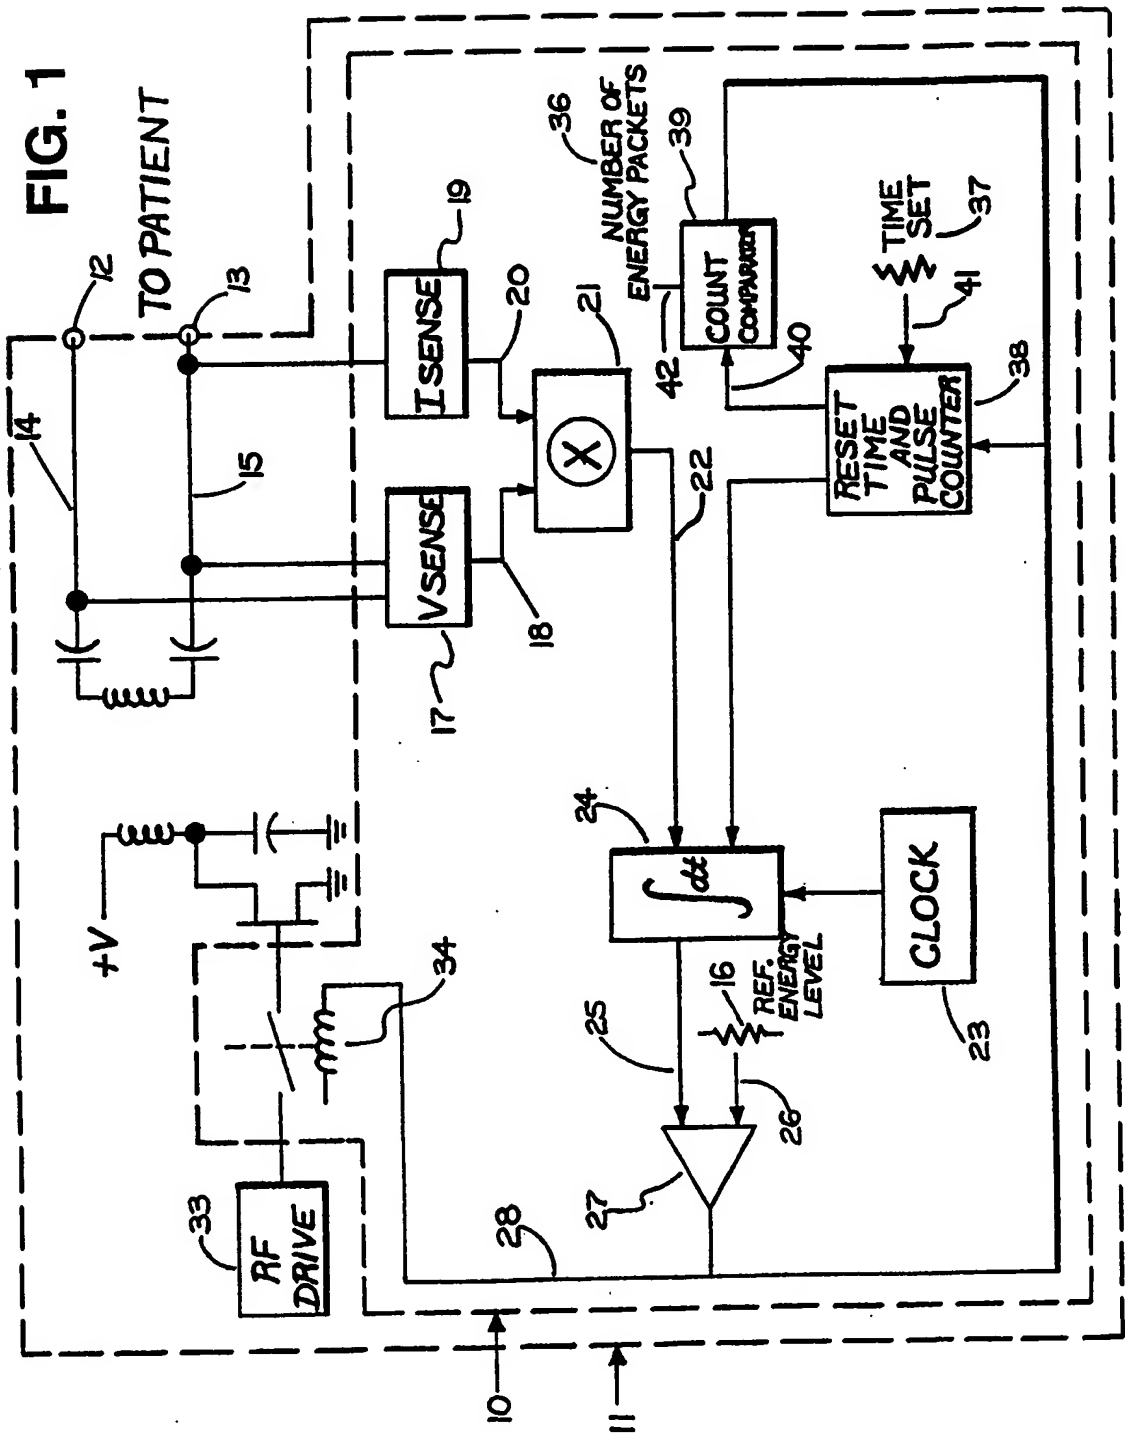 FIG. 1
TO PATIENT
12
13
14
15
+V
34
33
RF
DRIVE
I SENSE
19
20
V SENSE
17
18
21
X
22
36
NUMBER OF
ENERGY PACKETS
39
42
COUNT
COMPARATOR
40
TIME
SET
37
41
RESET
TIME
AND
PULSE
COUNTER
38
24
∫dt
CLOCK
23
25
16
REF.
ENERGY
LEVEL
26
27
28
10
11